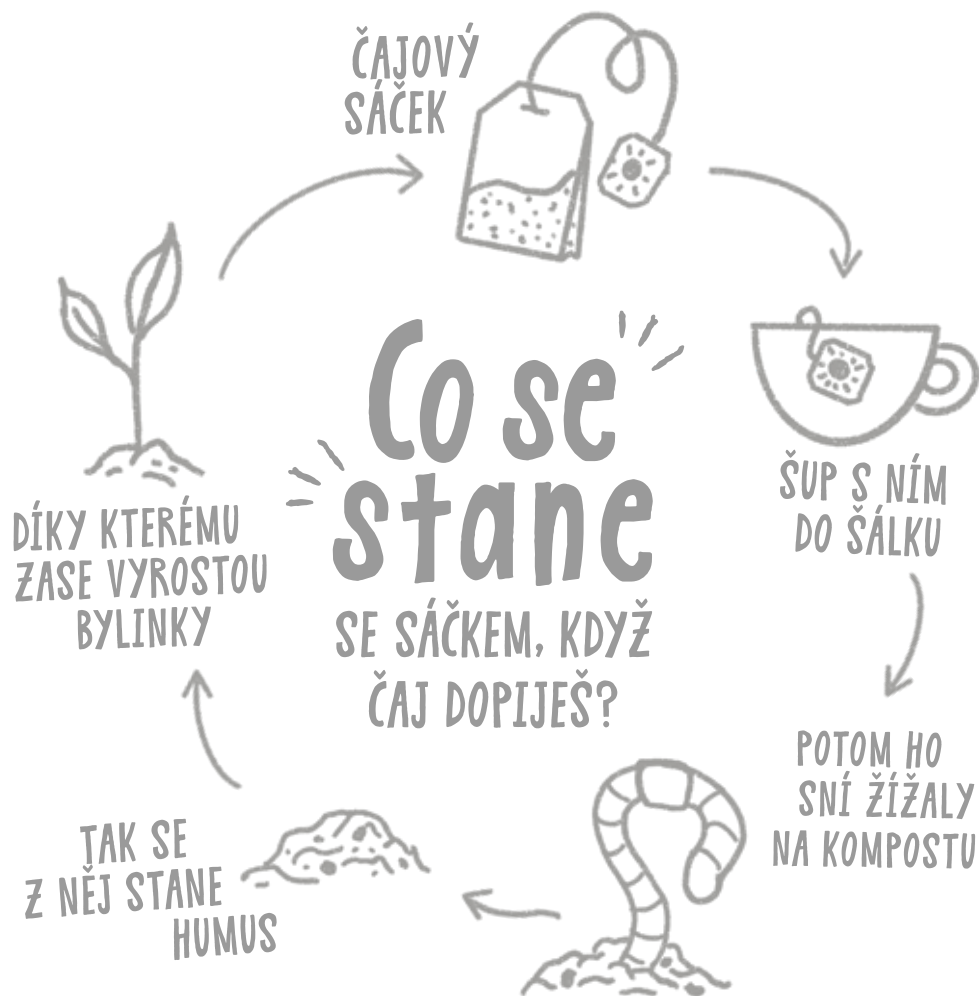 ČAJOVÝ
SÁČEK
Co se
stane
SE SÁČKEM, KDYŽ
ČAJ DOPIJEŠ?
ŠUP S NÍM
DO ŠÁLKU
POTOM HO
SNÍ ŽÍŽALY
NA KOMPOSTU
TAK SE
Z NĚJ STANE
HUMUS
DÍKY KTERÉMU
ZASE VYROSTOU
BYLINKY